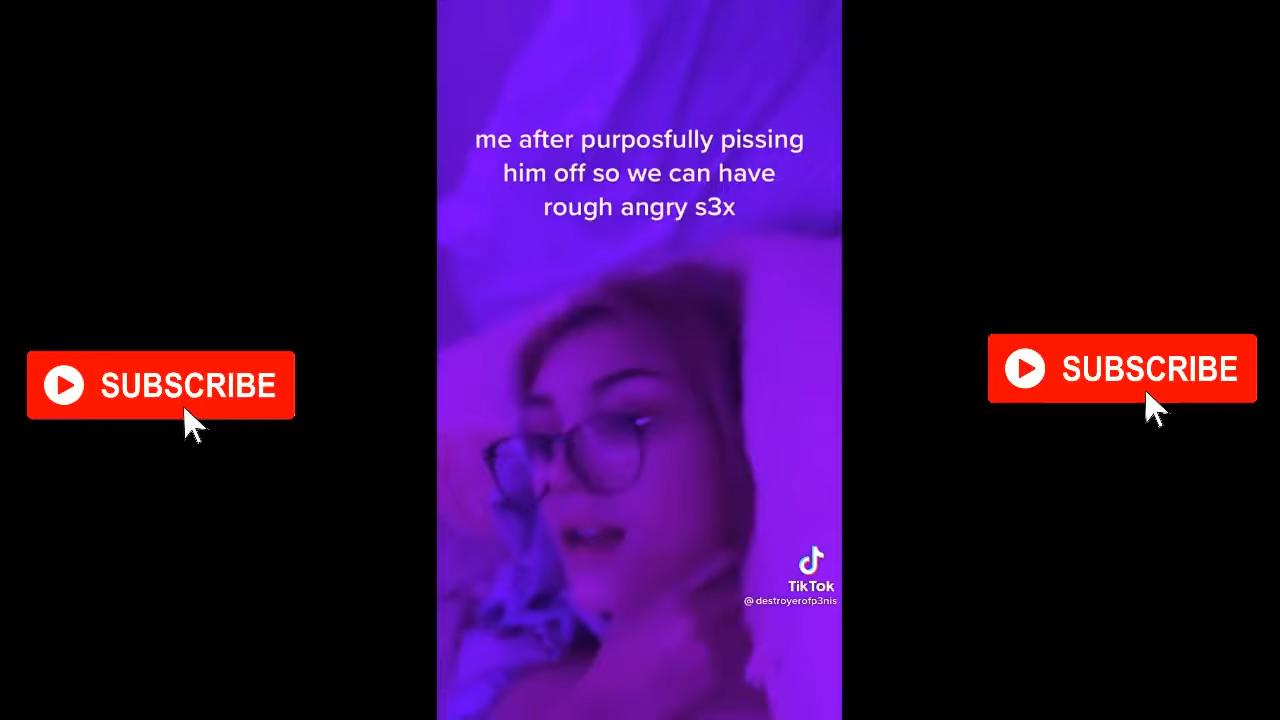 me after purposfully pissing
him off so we can have
rough angry s3x
SUBSCRIBE
SUBSCRIBE
TikTok
@destroyerofp3nis